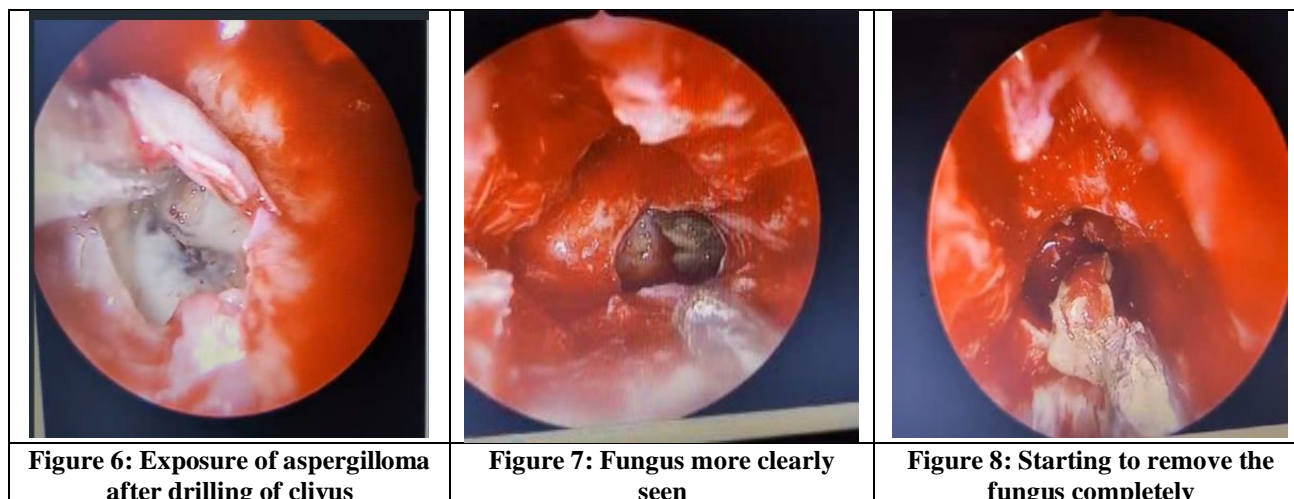 Figure 6: Exposure of aspergilloma
after drilling of clivus
Figure 7: Fungus more clearly
seen
Figure 8: Starting to remove the
fungus completely